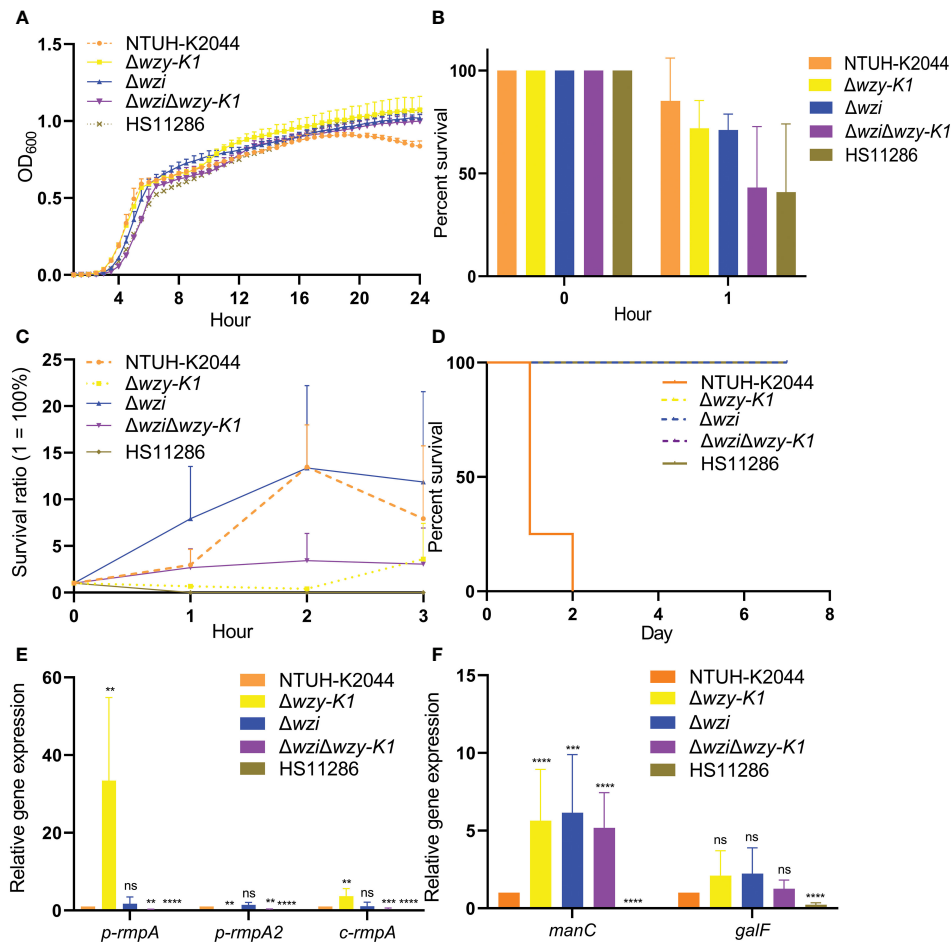 A
OD600
1.5
1.0
0.5
0.0
4
8
12
16
20
24
Hour
NTUH-K2044
Δwzy-K1
Δwzi
ΔwziΔwzy-K1
HS11286
B
Percent survival
100
50
0
0
1
Hour
NTUH-K2044
Δwzy-K1
Δwzi
ΔwziΔwzy-K1
HS11286
C
Survival ratio (1 = 100%)
25
20
15
10
5
0
0
1
2
3
Hour
NTUH-K2044
Δwzy-K1
Δwzi
ΔwziΔwzy-K1
HS11286
D
Percent survival
100
50
0
0
2
4
6
8
Day
NTUH-K2044
Δwzy-K1
Δwzi
ΔwziΔwzy-K1
HS11286
E
Relative gene expression
60
40
20
0
** ns ** ****
** ns ** ****
** ns *** ****
p-rmpA
p-rmpA2
c-rmpA
NTUH-K2044
Δwzy-K1
Δwzi
ΔwziΔwzy-K1
HS11286
F
Relative gene expression
15
10
5
0
**** *** **** ****
ns ns ns ****
manC
galF
NTUH-K2044
Δwzy-K1
Δwzi
ΔwziΔwzy-K1
HS11286